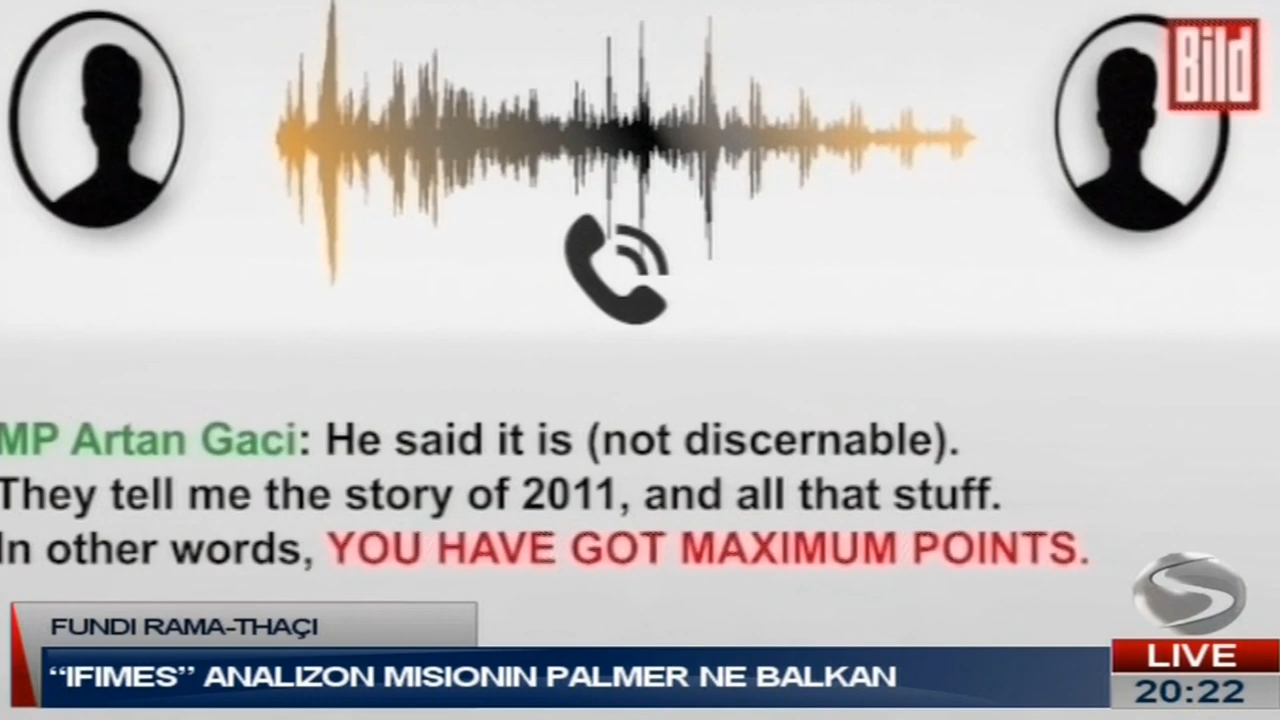 Bild
MP Artan Gaci: He said it is (not discernable).
They tell me the story of 2011, and all that stuff.
In other words, YOU HAVE GOT MAXIMUM POINTS.
FUNDI RAMA-THAÇI
“IFIMES” ANALIZON MISIONIN PALMER NE BALKAN
LIVE
20:22